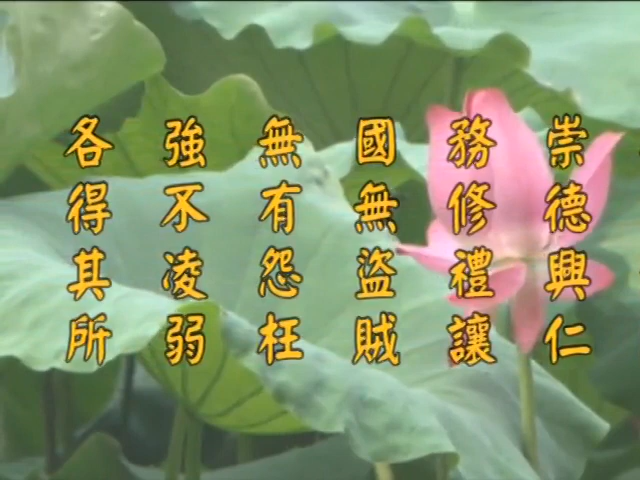 崇德興仁
務修禮讓
國無盜賊
無有怨枉
強不凌弱
各得其所